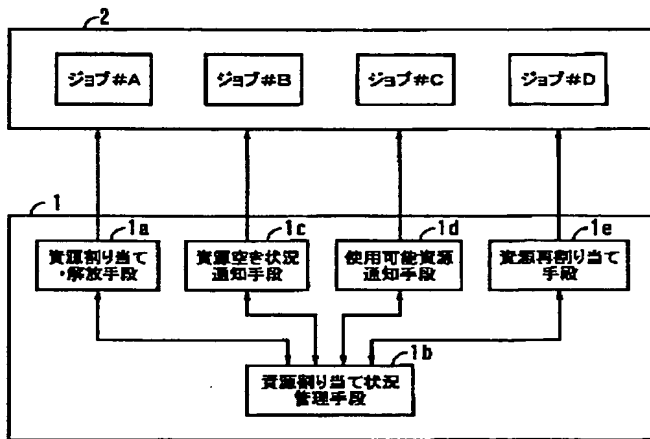 2
ジョブ#A
ジョブ#B
ジョブ#C
ジョブ#D
1
1a
資源割り当て
・解放手段
1c
資源空き状況
通知手段
1d
使用可能資源
通知手段
1e
資源再割り当て
手段
1b
資源割り当て状況
管理手段